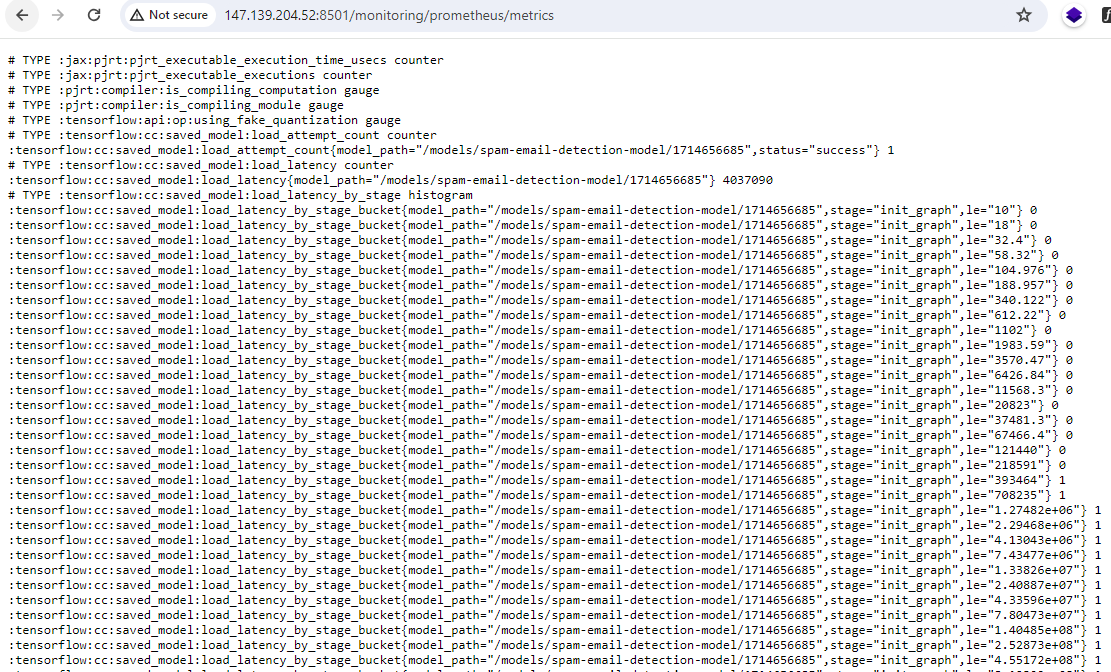 Not secure 147.139.204.52:8501/monitoring/prometheus/metrics
# TYPE :jax:pjrt:pjrt_executable_execution_time_usecs counter
# TYPE :jax:pjrt:pjrt_executable_executions counter
# TYPE :pjrt:compiler:is_compiling_computation gauge
# TYPE :pjrt:compiler:is_compiling_module gauge
# TYPE :tensorflow:api:op:using_fake_quantization gauge
# TYPE :tensorflow:cc:saved_model:load_attempt_count counter
:tensorflow:cc:saved_model:load_attempt_count{model_path="/models/spam-email-detection-model/1714656685",status="success"} 1
# TYPE :tensorflow:cc:saved_model:load_latency counter
:tensorflow:cc:saved_model:load_latency{model_path="/models/spam-email-detection-model/1714656685"} 4037090
# TYPE :tensorflow:cc:saved_model:load_latency_by_stage histogram
:tensorflow:cc:saved_model:load_latency_by_stage_bucket{model_path="/models/spam-email-detection-model/1714656685",stage="init_graph",le="10"} 0
:tensorflow:cc:saved_model:load_latency_by_stage_bucket{model_path="/models/spam-email-detection-model/1714656685",stage="init_graph",le="18"} 0
:tensorflow:cc:saved_model:load_latency_by_stage_bucket{model_path="/models/spam-email-detection-model/1714656685",stage="init_graph",le="32.4"} 0
:tensorflow:cc:saved_model:load_latency_by_stage_bucket{model_path="/models/spam-email-detection-model/1714656685",stage="init_graph",le="58.32"} 0
:tensorflow:cc:saved_model:load_latency_by_stage_bucket{model_path="/models/spam-email-detection-model/1714656685",stage="init_graph",le="104.976"} 0
:tensorflow:cc:saved_model:load_latency_by_stage_bucket{model_path="/models/spam-email-detection-model/1714656685",stage="init_graph",le="188.957"} 0
:tensorflow:cc:saved_model:load_latency_by_stage_bucket{model_path="/models/spam-email-detection-model/1714656685",stage="init_graph",le="340.122"} 0
:tensorflow:cc:saved_model:load_latency_by_stage_bucket{model_path="/models/spam-email-detection-model/1714656685",stage="init_graph",le="612.22"} 0
:tensorflow:cc:saved_model:load_latency_by_stage_bucket{model_path="/models/spam-email-detection-model/1714656685",stage="init_graph",le="1102"} 0
:tensorflow:cc:saved_model:load_latency_by_stage_bucket{model_path="/models/spam-email-detection-model/1714656685",stage="init_graph",le="1983.59"} 0
:tensorflow:cc:saved_model:load_latency_by_stage_bucket{model_path="/models/spam-email-detection-model/1714656685",stage="init_graph",le="3570.47"} 0
:tensorflow:cc:saved_model:load_latency_by_stage_bucket{model_path="/models/spam-email-detection-model/1714656685",stage="init_graph",le="6426.84"} 0
:tensorflow:cc:saved_model:load_latency_by_stage_bucket{model_path="/models/spam-email-detection-model/1714656685",stage="init_graph",le="11568.3"} 0
:tensorflow:cc:saved_model:load_latency_by_stage_bucket{model_path="/models/spam-email-detection-model/1714656685",stage="init_graph",le="20823"} 0
:tensorflow:cc:saved_model:load_latency_by_stage_bucket{model_path="/models/spam-email-detection-model/1714656685",stage="init_graph",le="37481.3"} 0
:tensorflow:cc:saved_model:load_latency_by_stage_bucket{model_path="/models/spam-email-detection-model/1714656685",stage="init_graph",le="67466.4"} 0
:tensorflow:cc:saved_model:load_latency_by_stage_bucket{model_path="/models/spam-email-detection-model/1714656685",stage="init_graph",le="121440"} 0
:tensorflow:cc:saved_model:load_latency_by_stage_bucket{model_path="/models/spam-email-detection-model/1714656685",stage="init_graph",le="218591"} 0
:tensorflow:cc:saved_model:load_latency_by_stage_bucket{model_path="/models/spam-email-detection-model/1714656685",stage="init_graph",le="393464"} 1
:tensorflow:cc:saved_model:load_latency_by_stage_bucket{model_path="/models/spam-email-detection-model/1714656685",stage="init_graph",le="708235"} 1
:tensorflow:cc:saved_model:load_latency_by_stage_bucket{model_path="/models/spam-email-detection-model/1714656685",stage="init_graph",le="1.27482e+06"} 1
:tensorflow:cc:saved_model:load_latency_by_stage_bucket{model_path="/models/spam-email-detection-model/1714656685",stage="init_graph",le="2.29468e+06"} 1
:tensorflow:cc:saved_model:load_latency_by_stage_bucket{model_path="/models/spam-email-detection-model/1714656685",stage="init_graph",le="4.13043e+06"} 1
:tensorflow:cc:saved_model:load_latency_by_stage_bucket{model_path="/models/spam-email-detection-model/1714656685",stage="init_graph",le="7.43477e+06"} 1
:tensorflow:cc:saved_model:load_latency_by_stage_bucket{model_path="/models/spam-email-detection-model/1714656685",stage="init_graph",le="1.33826e+07"} 1
:tensorflow:cc:saved_model:load_latency_by_stage_bucket{model_path="/models/spam-email-detection-model/1714656685",stage="init_graph",le="2.40887e+07"} 1
:tensorflow:cc:saved_model:load_latency_by_stage_bucket{model_path="/models/spam-email-detection-model/1714656685",stage="init_graph",le="4.33596e+07"} 1
:tensorflow:cc:saved_model:load_latency_by_stage_bucket{model_path="/models/spam-email-detection-model/1714656685",stage="init_graph",le="7.80473e+07"} 1
:tensorflow:cc:saved_model:load_latency_by_stage_bucket{model_path="/models/spam-email-detection-model/1714656685",stage="init_graph",le="1.40485e+08"} 1
:tensorflow:cc:saved_model:load_latency_by_stage_bucket{model_path="/models/spam-email-detection-model/1714656685",stage="init_graph",le="2.52873e+08"} 1
:tensorflow:cc:saved_model:load_latency_by_stage_bucket{model_path="/models/spam-email-detection-model/1714656685",stage="init_graph",le="4.55172e+08"} 1